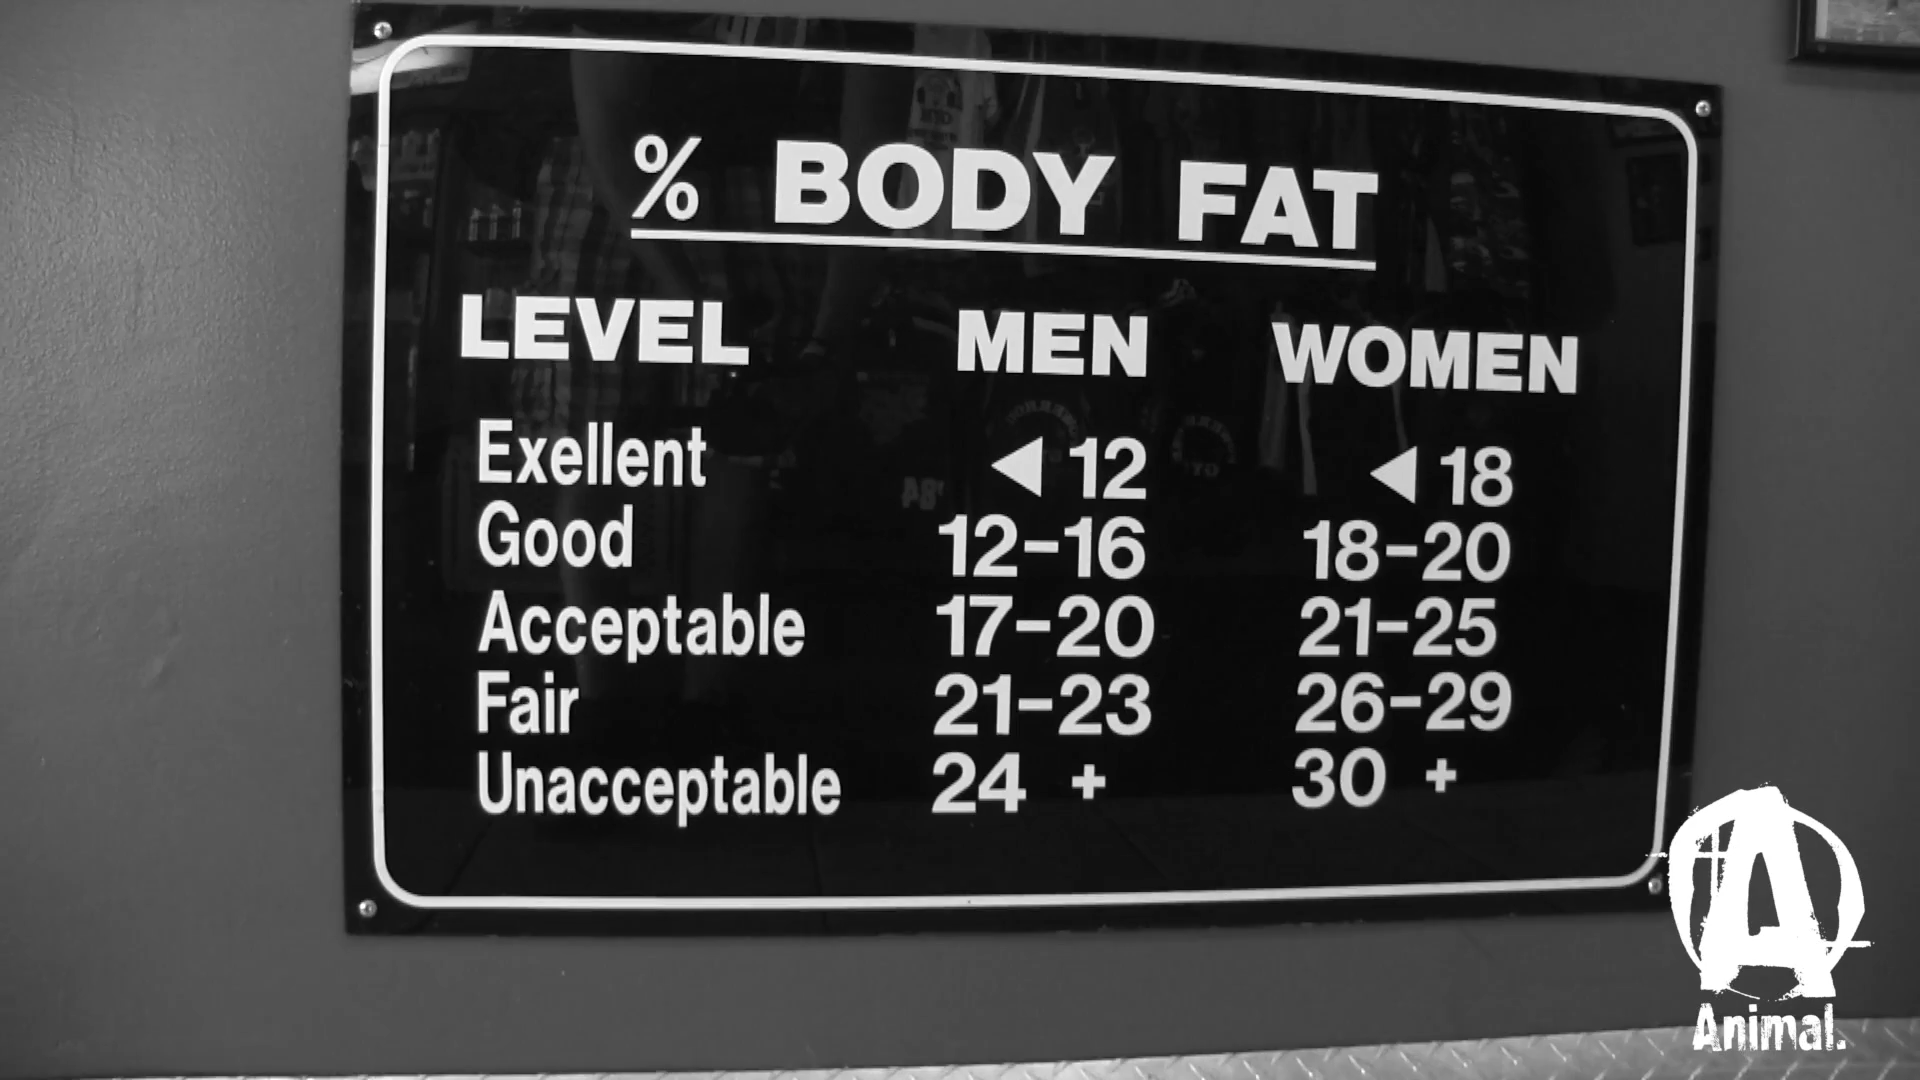 % BODY FAT
LEVEL MEN WOMEN
Exellent ◀ 12 ◀ 18
Good 12-16 18-20
Acceptable 17-20 21-25
Fair 21-23 26-29
Unacceptable 24 + 30 +
'84
A
Animal.